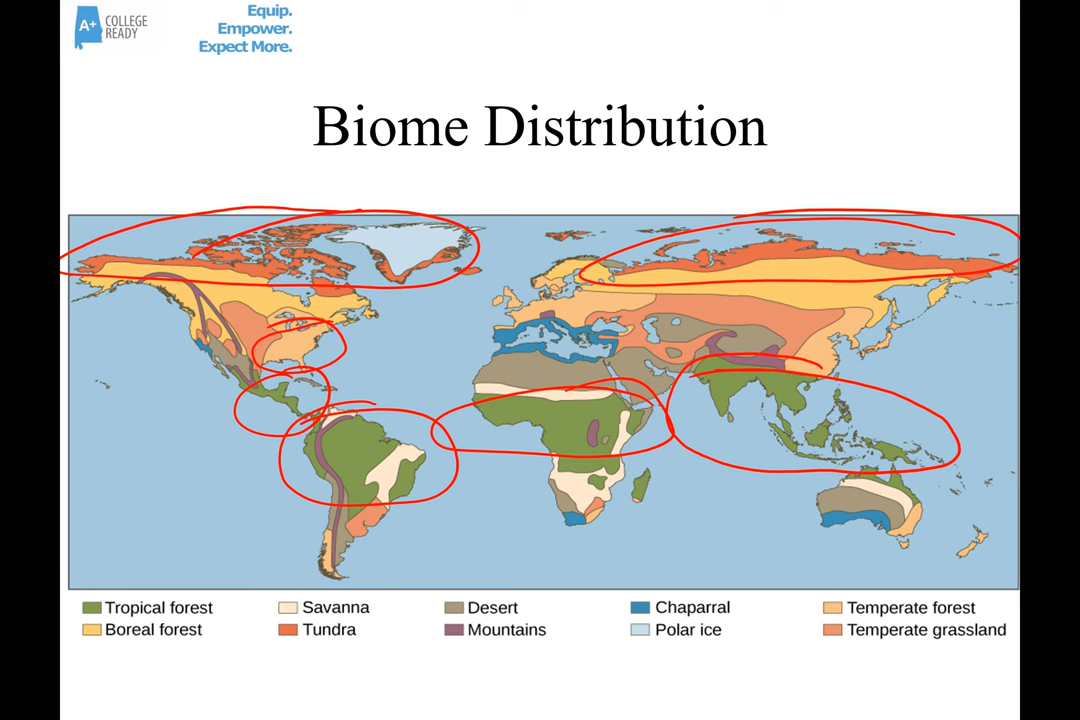 A+ COLLEGE
READY
Equip.
Empower.
Expect More.
Biome Distribution
Tropical forest Savanna Desert Chaparral Temperate forest
Boreal forest Tundra Mountains Polar ice Temperate grassland